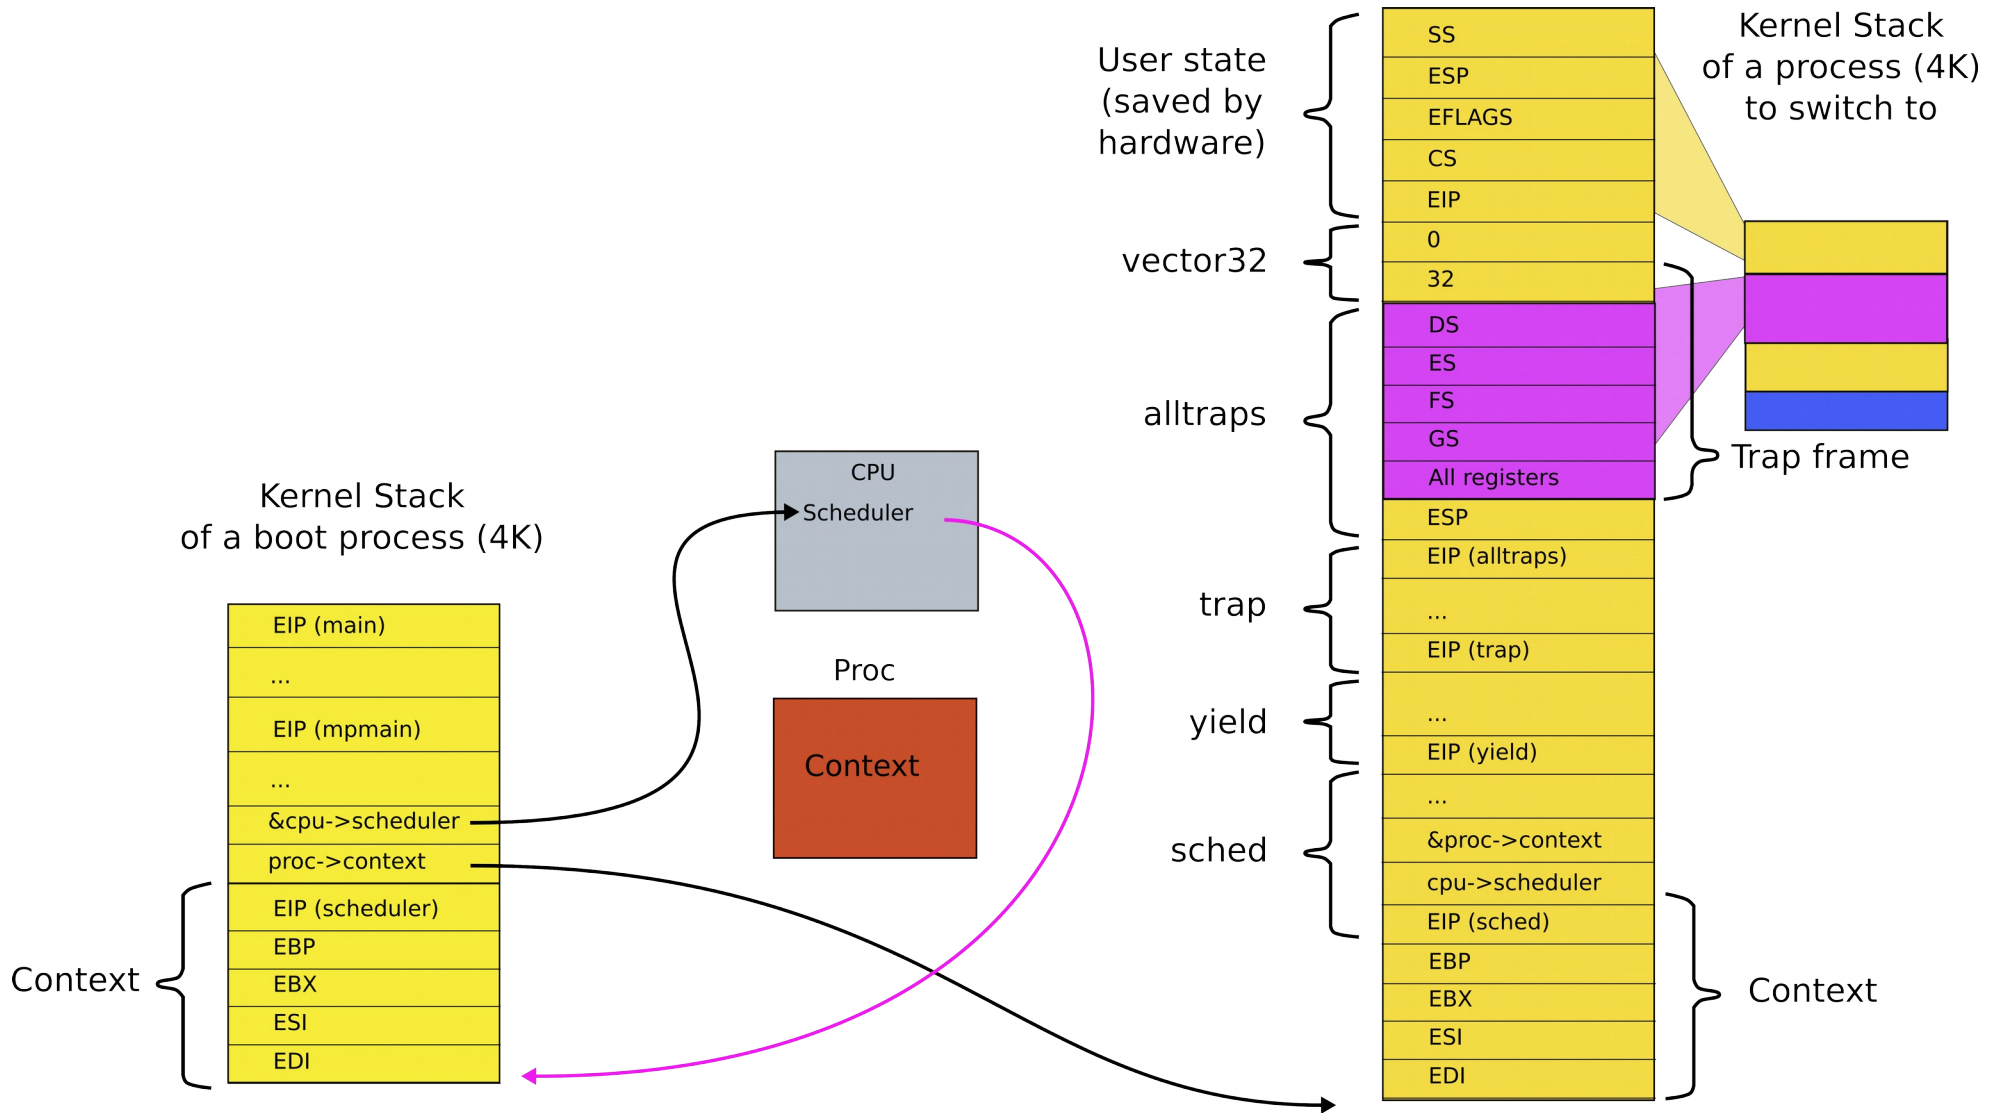 Kernel Stack
of a boot process (4K)
EIP (main)
...
EIP (mpmain)
...
&cpu->scheduler
proc->context
EIP (scheduler)
EBP
EBX
ESI
EDI
Context
CPU
Scheduler
Proc
Context
User state
(saved by
hardware)
vector32
alltraps
trap
yield
sched
SS
ESP
EFLAGS
CS
EIP
0
32
DS
ES
FS
GS
All registers
ESP
EIP (alltraps)
...
EIP (trap)
...
EIP (yield)
...
&proc->context
cpu->scheduler
EIP (sched)
EBP
EBX
ESI
EDI
Kernel Stack
of a process (4K)
to switch to
Trap frame
Context